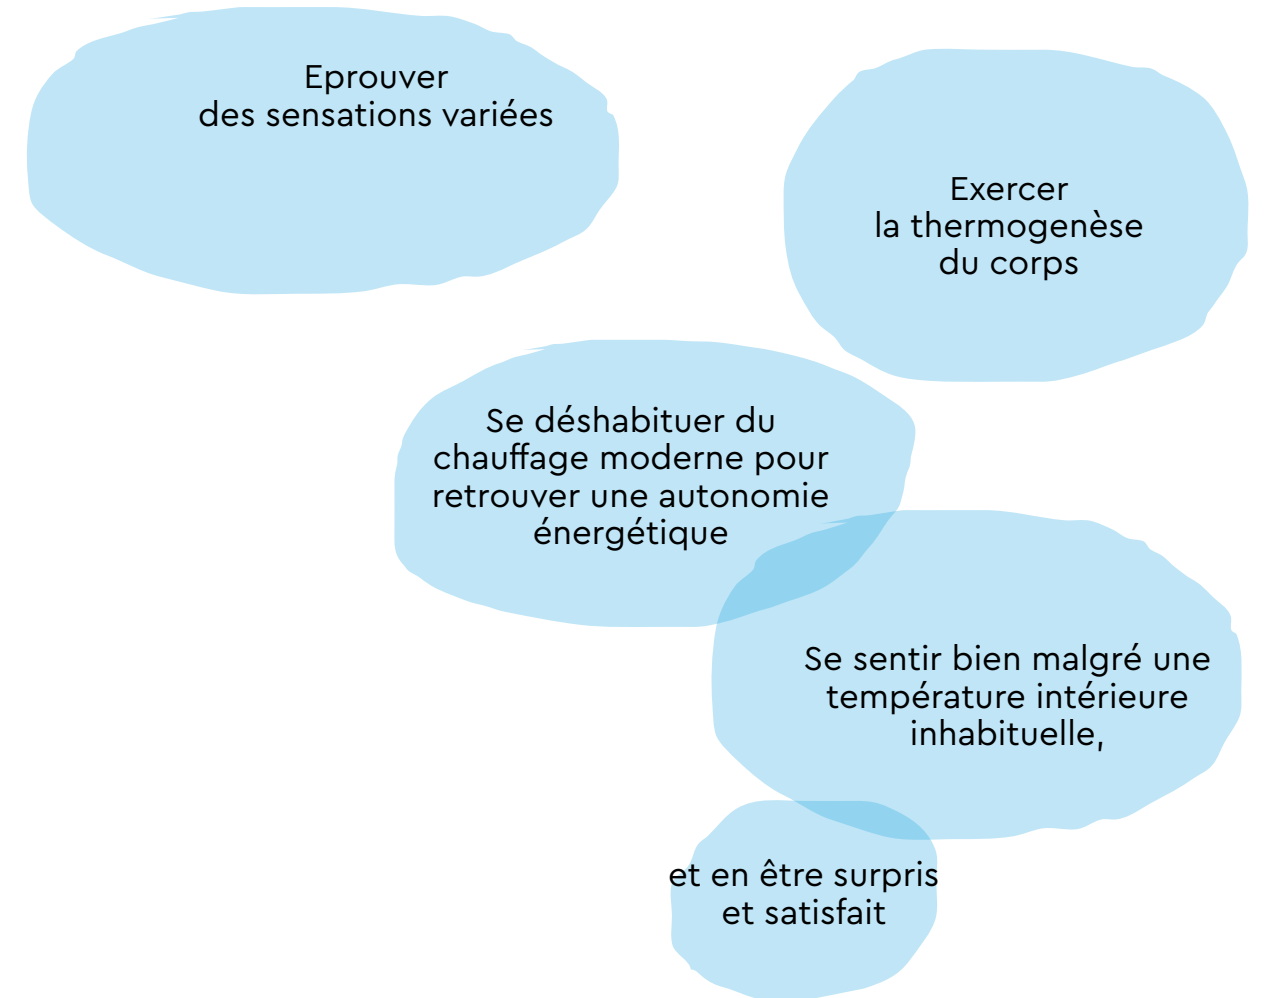 Eprouver
des sensations variées
Exercer
la thermogenèse
du corps
Se déshabituer du
chauffage moderne pour
retrouver une autonomie
énergétique
Se sentir bien malgré une
température intérieure
inhabituelle,
et en être surpris
et satisfait